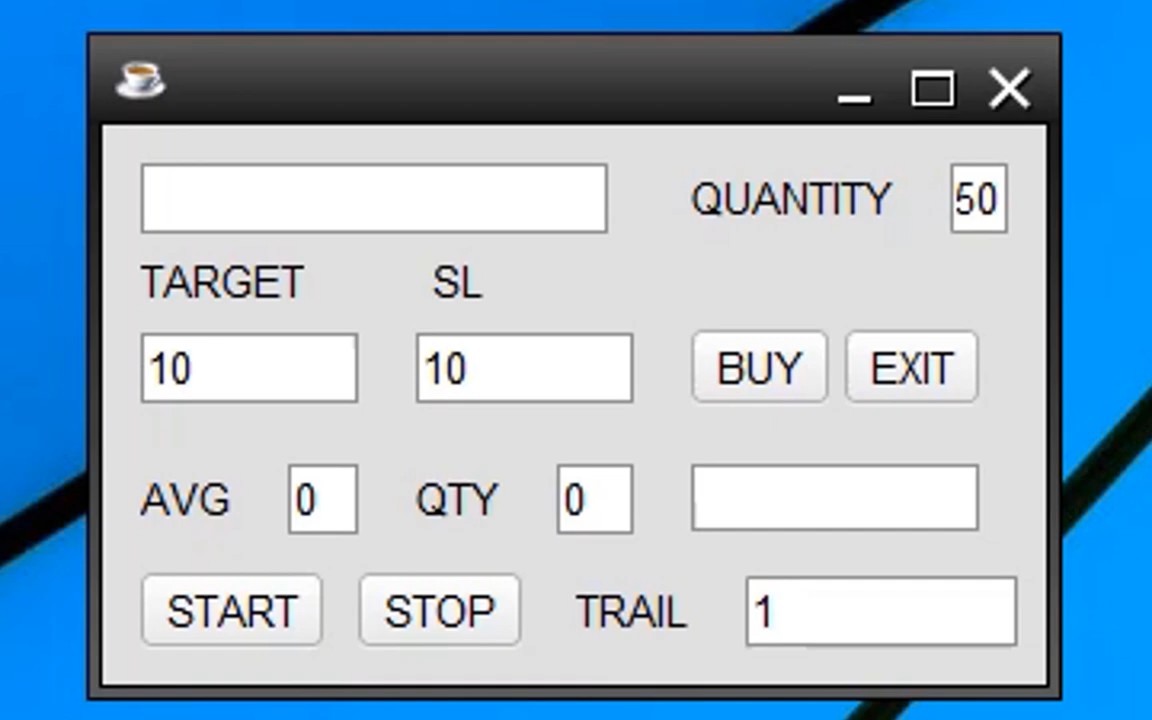 QUANTITY 50
TARGET SL
10 10 BUY EXIT
AVG 0 QTY 0
START STOP TRAIL 1